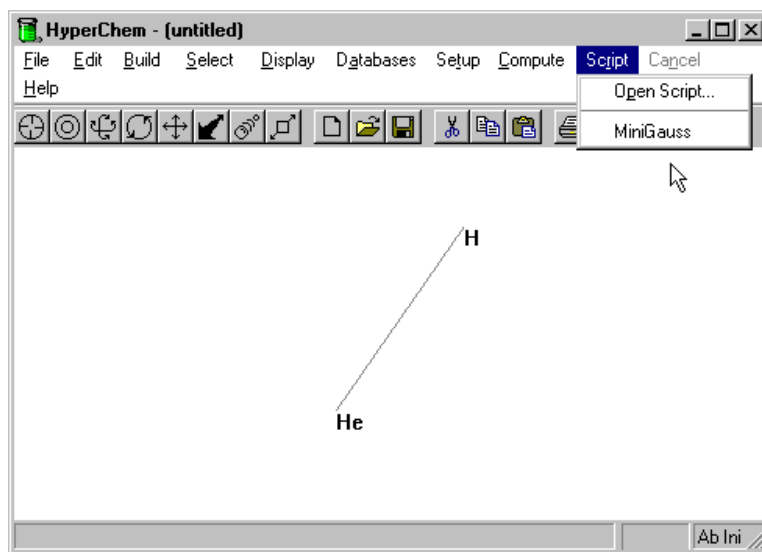 HyperChem - (untitled)
File Edit Build Select Display Databases Setup Compute Script Cancel
Help
Open Script...
MiniGauss
H
He
Ab Ini